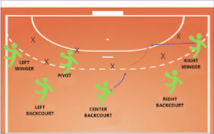 X
X
X
X
X
LEFT
WINGER
PIVOT
RIGHT
WINGER
LEFT
BACKCOURT
CENTER
BACKCOURT
RIGHT
BACKCOURT